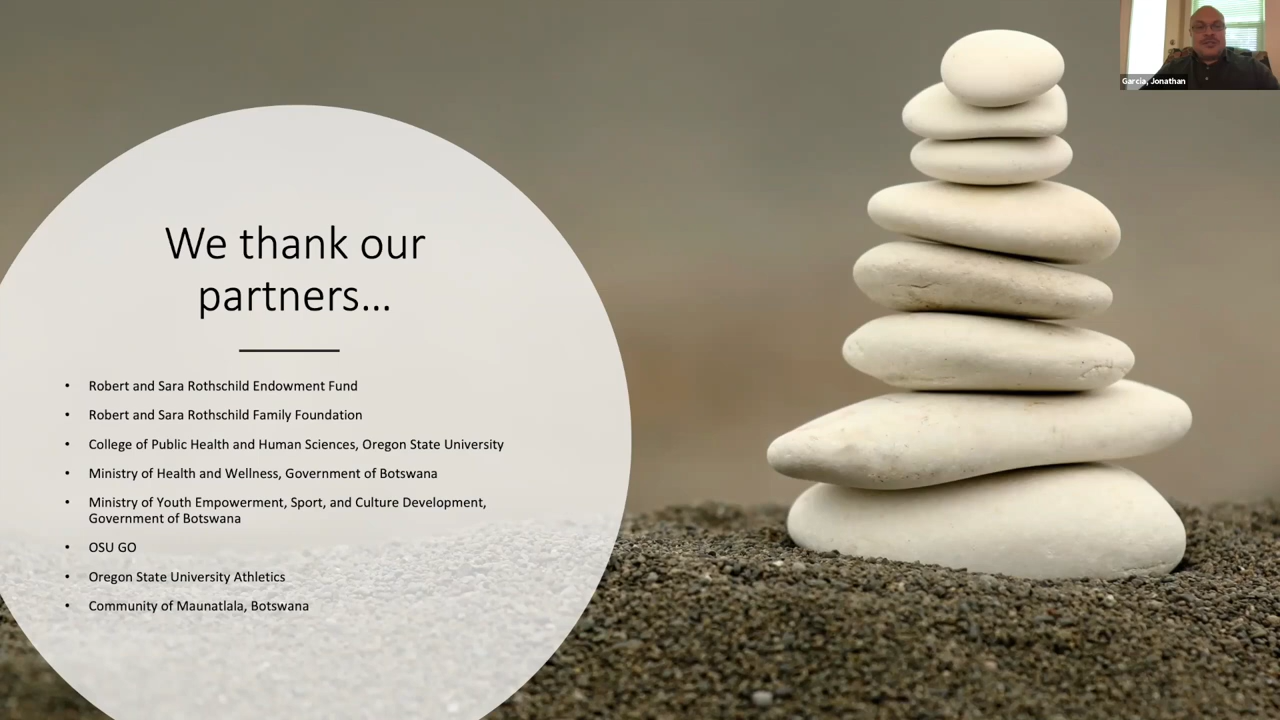 Garcia, Jonathan
We thank our
partners...
• Robert and Sara Rothschild Endowment Fund
• Robert and Sara Rothschild Family Foundation
• College of Public Health and Human Sciences, Oregon State University
• Ministry of Health and Wellness, Government of Botswana
• Ministry of Youth Empowerment, Sport, and Culture Development,
Government of Botswana
• OSU GO
• Oregon State University Athletics
• Community of Maunatlala, Botswana